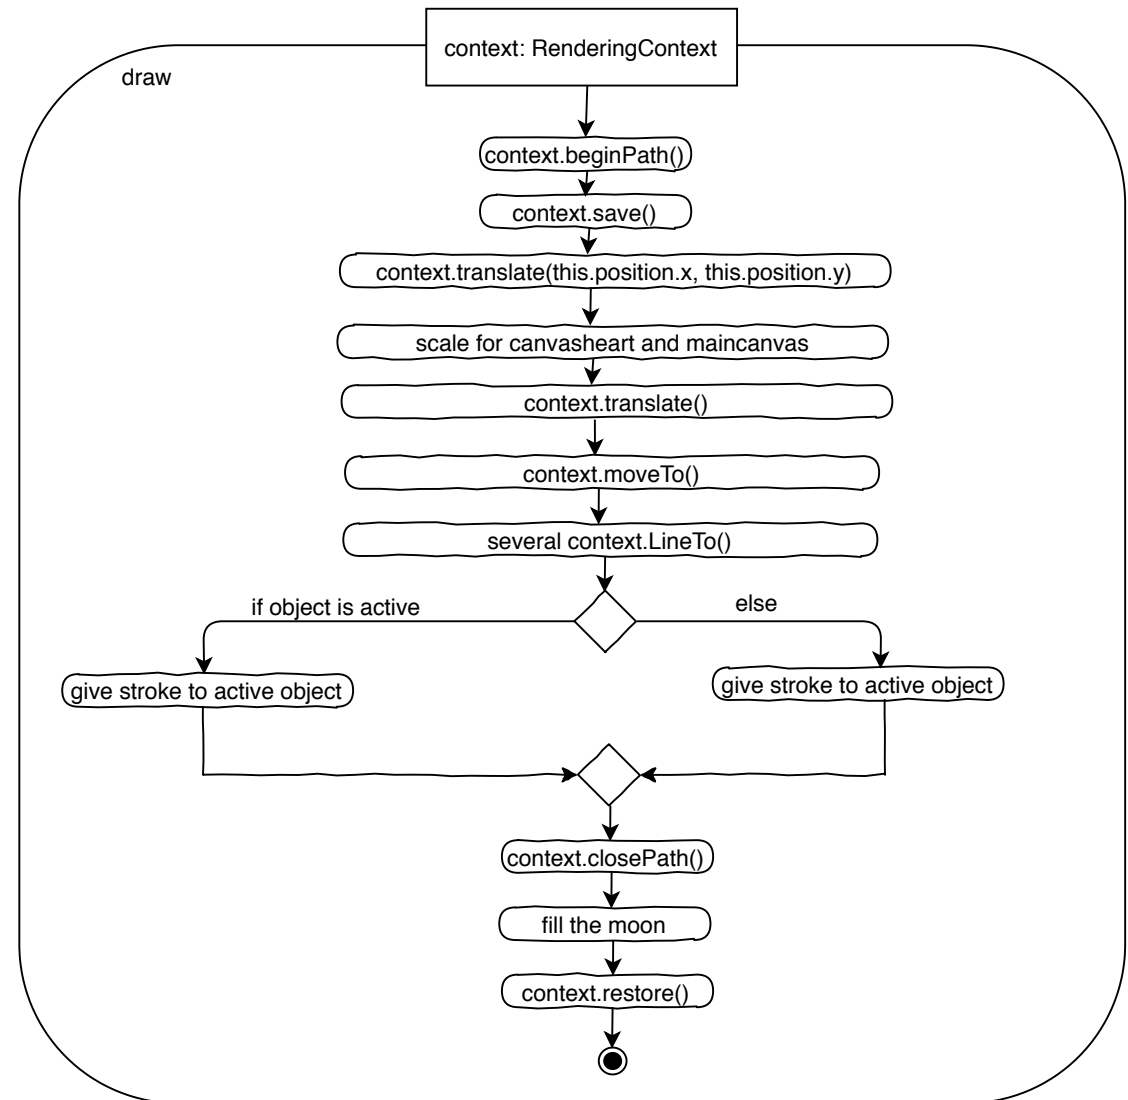 context: RenderingContext
draw
context.beginPath()
context.save()
context.translate(this.position.x, this.position.y)
scale for canvasheart and maincanvas
context.translate()
context.moveTo()
several context.LineTo()
if object is active
else
give stroke to active object
give stroke to active object
context.closePath()
fill the moon
context.restore()